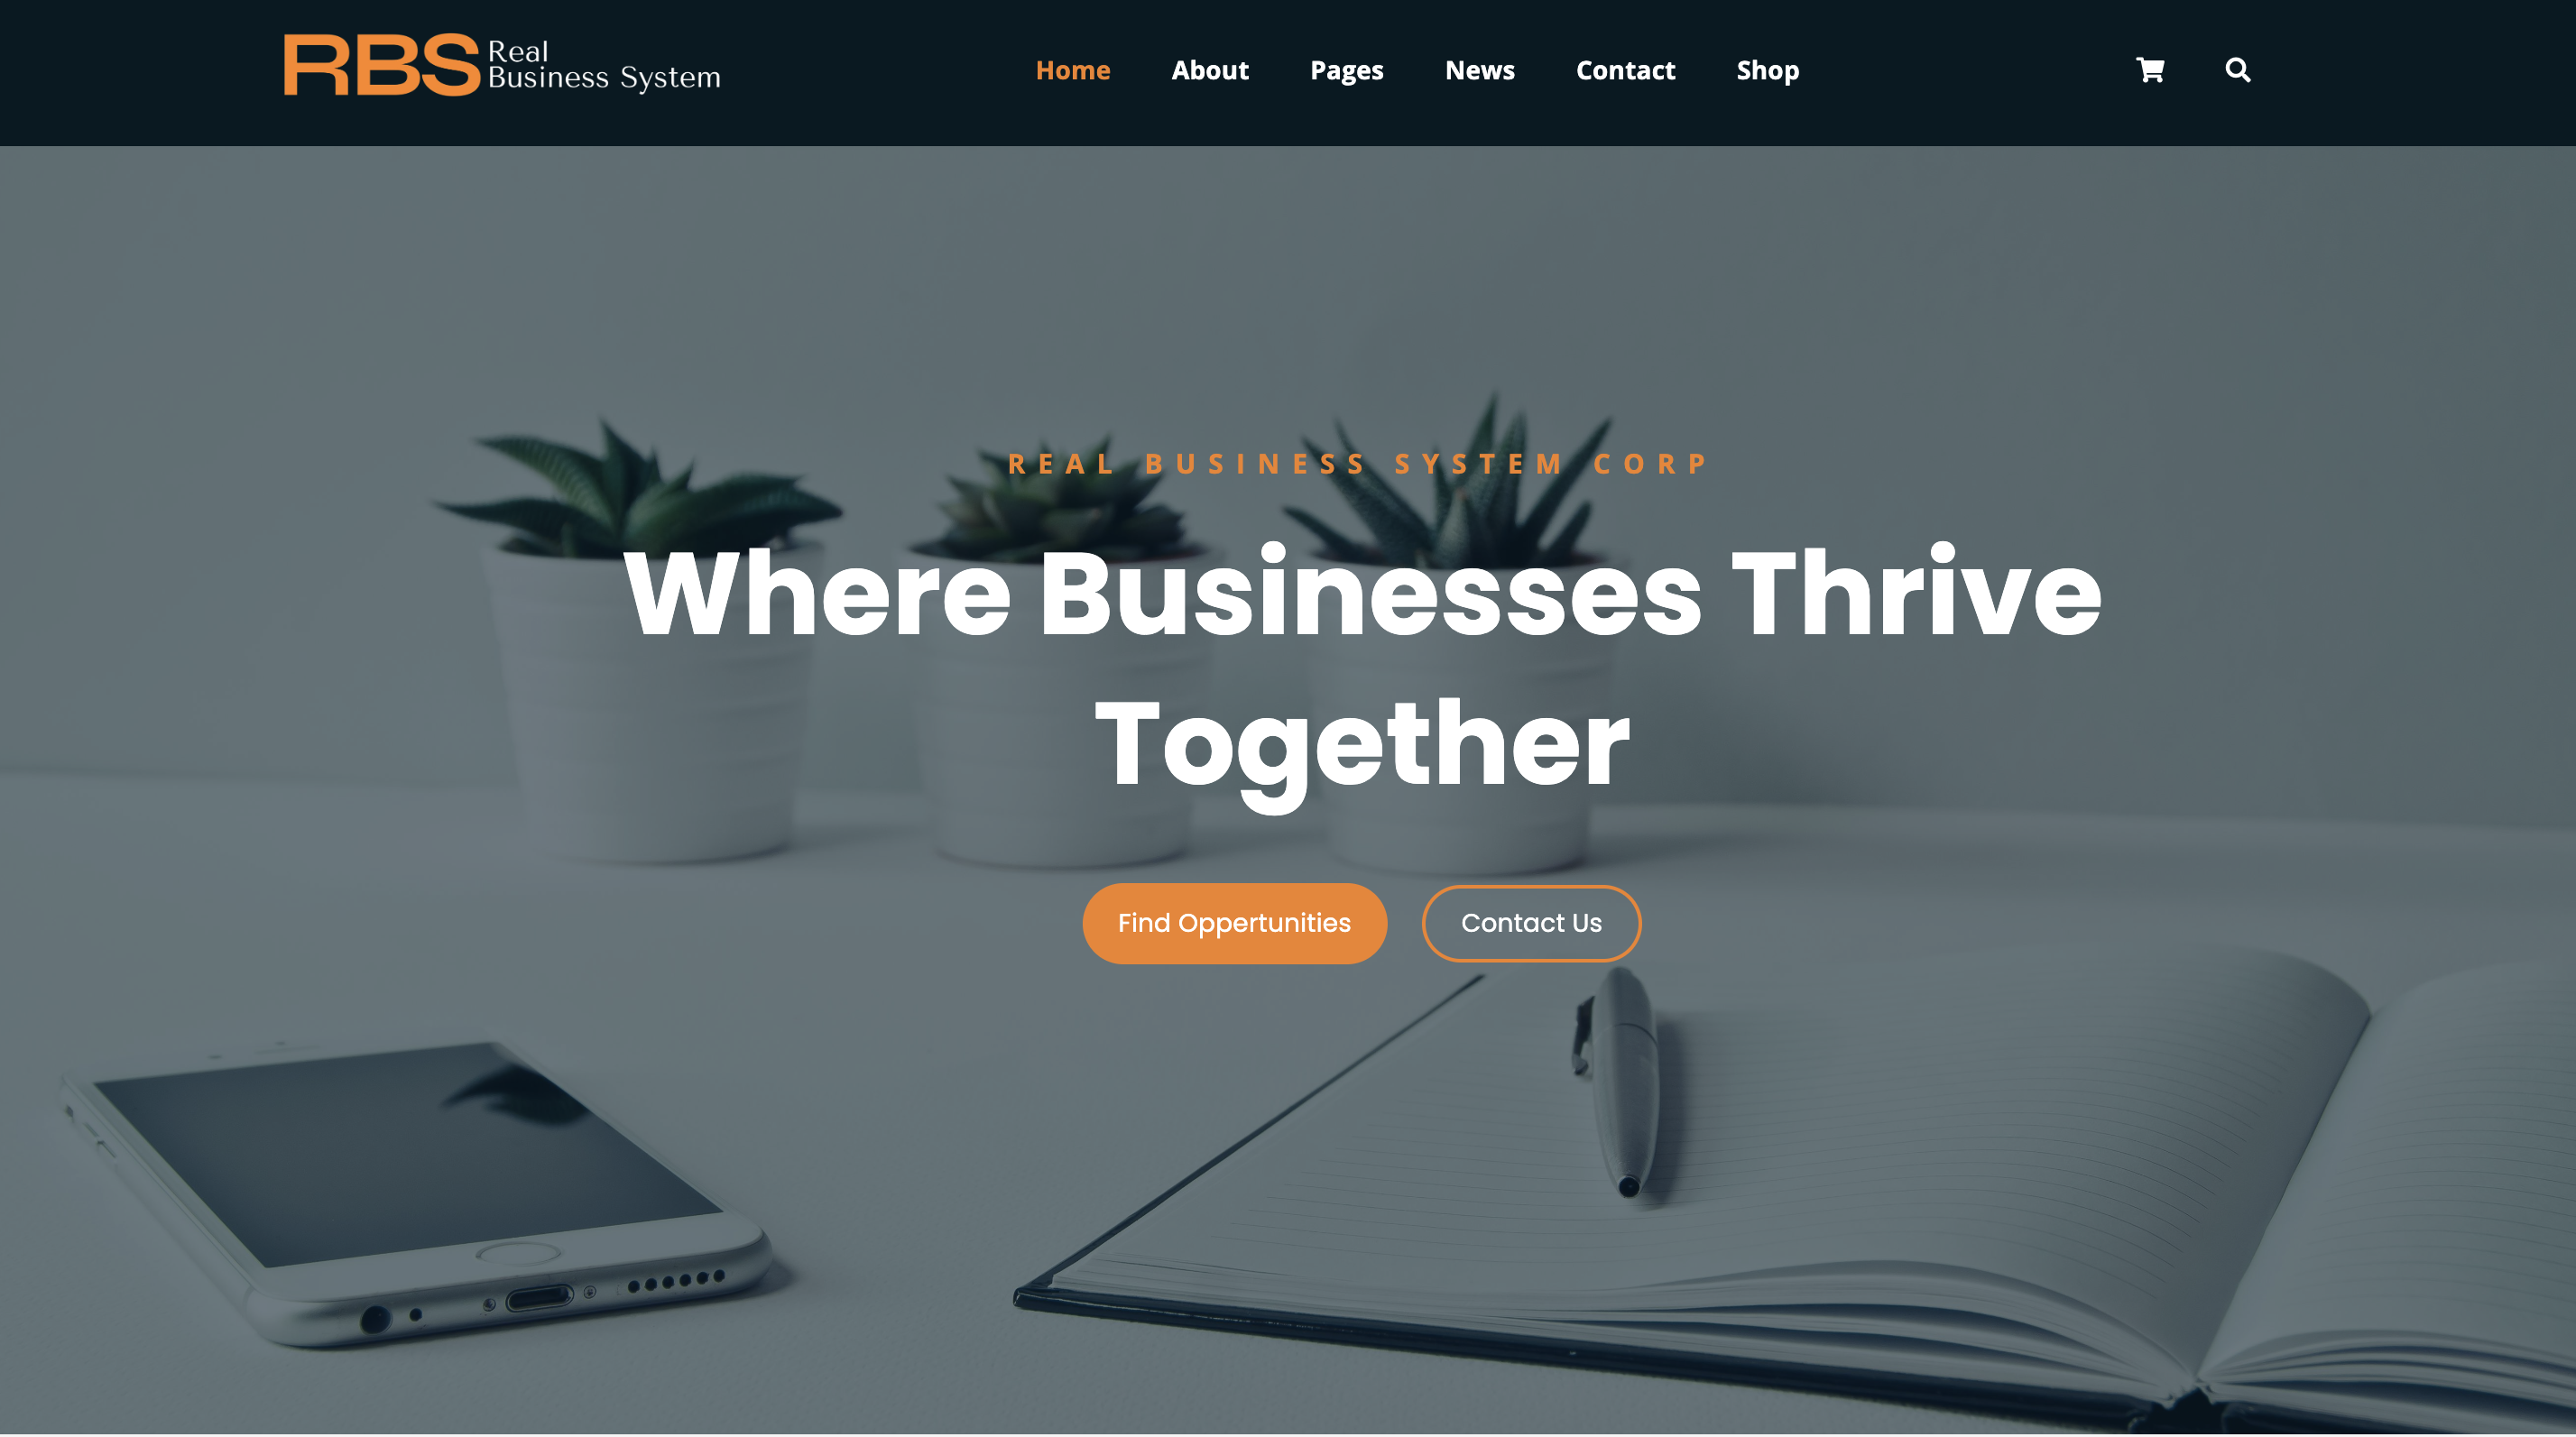 RBS Real
Business System
Home About Pages News Contact Shop
REAL BUSINESS SYSTEM CORP
Where Businesses Thrive
Together
Find Oppertunities Contact Us